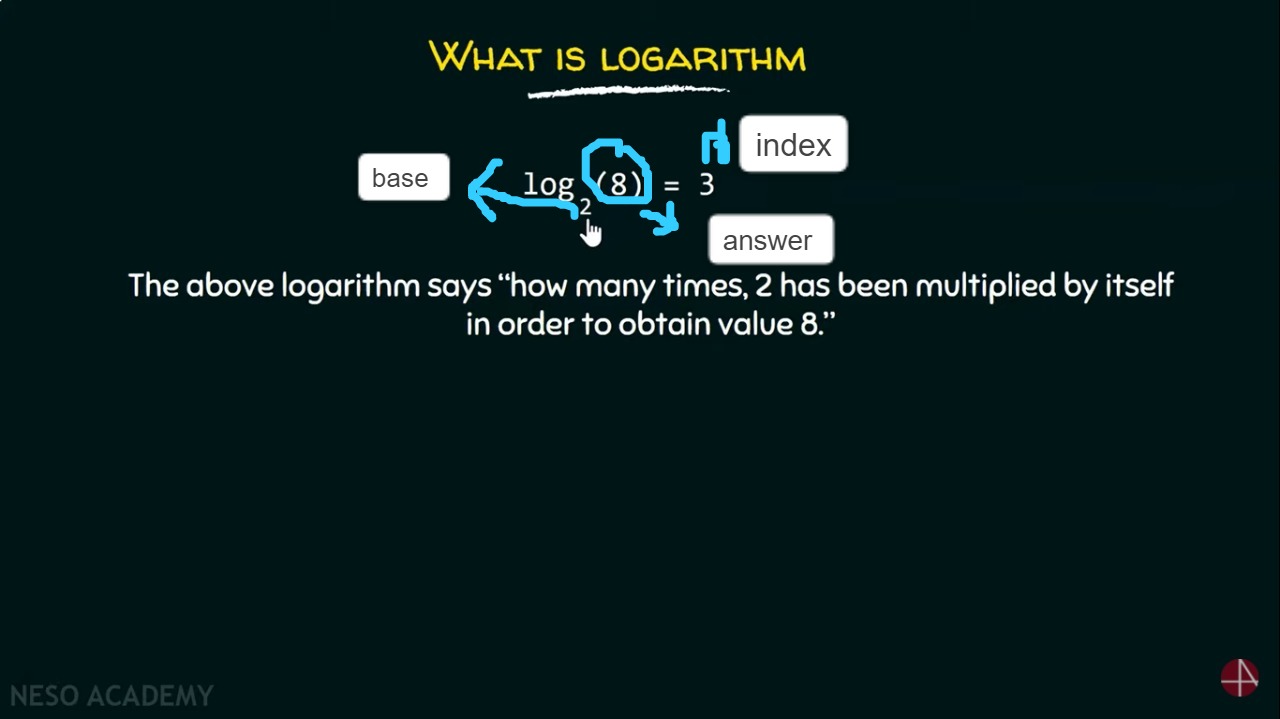 WHAT IS LOGARITHM
index
base
log₂(8) = 3
answer
The above logarithm says “how many times, 2 has been multiplied by itself
in order to obtain value 8.”
NESO ACADEMY